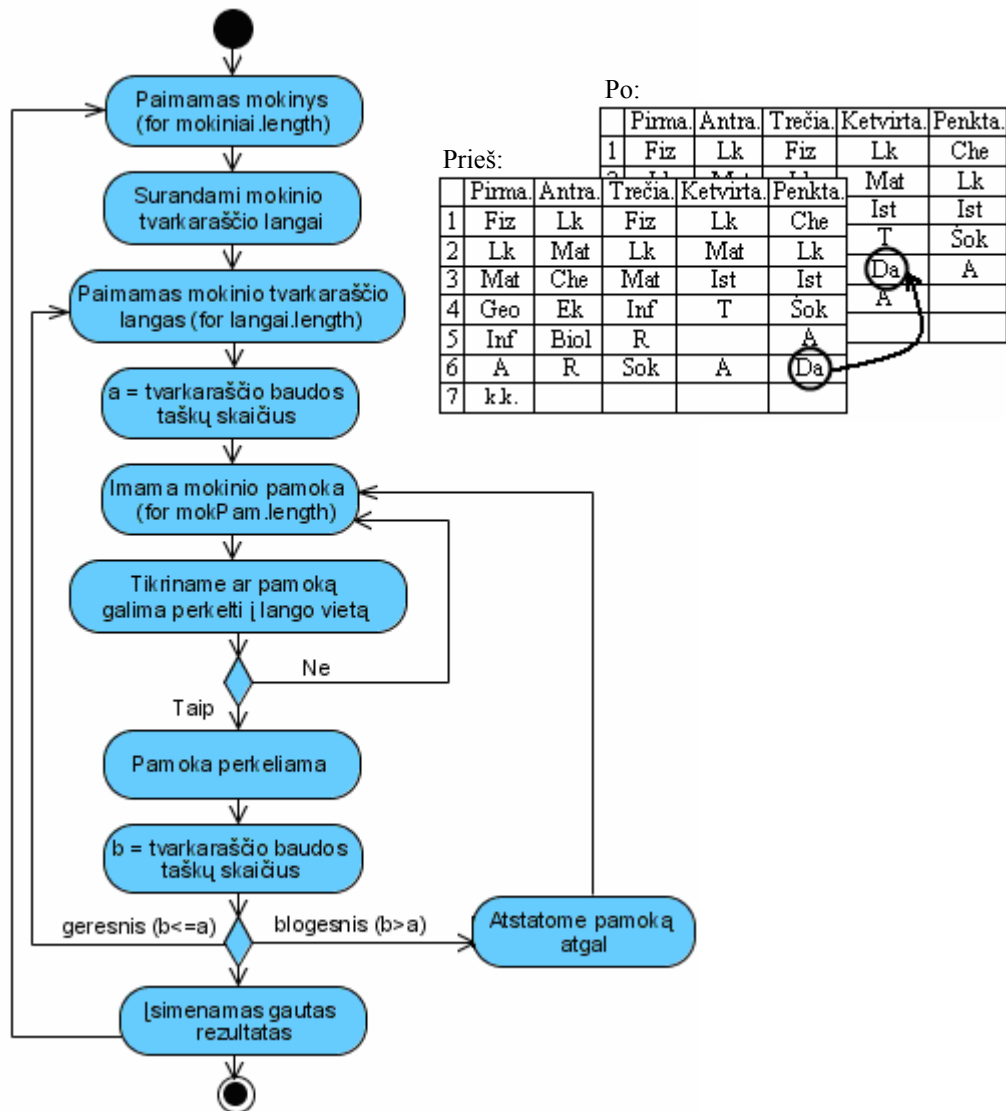 Paimamas mokinys
(for mokiniai.length)
Surandami mokinio
tvarkaraščio langai
Paimamas mokinio tvarkaraščio
langas (for langai.length)
a = tvarkaraščio baudos
taškų skaičius
Imama mokinio pamoka
(for mokPam.length)
Tikriname ar pamoką
galima perkelti į lango vietą
Ne
Taip
Pamoka perkeliama
b = tvarkaraščio baudos
taškų skaičius
geresnis (b<=a)
blogesnis (b>a)
Atstatome pamoką
atgal
Įsimenamas gautas
rezultatas
Po:
Pirma. Antra. Trečia. Ketvirta. Penkta.
1 Fiz Lk Fiz Lk Che
Mat Lk
Ist Ist
T Šok
Da A
A
Prieš:
Pirma. Antra. Trečia. Ketvirta. Penkta.
1 Fiz Lk Fiz Lk Che
2 Lk Mat Lk Mat Lk
3 Mat Che Mat Ist Ist
4 Geo Ek Inf T Šok
5 Inf Biol R A
6 A R Sok A Da
7 k.k.